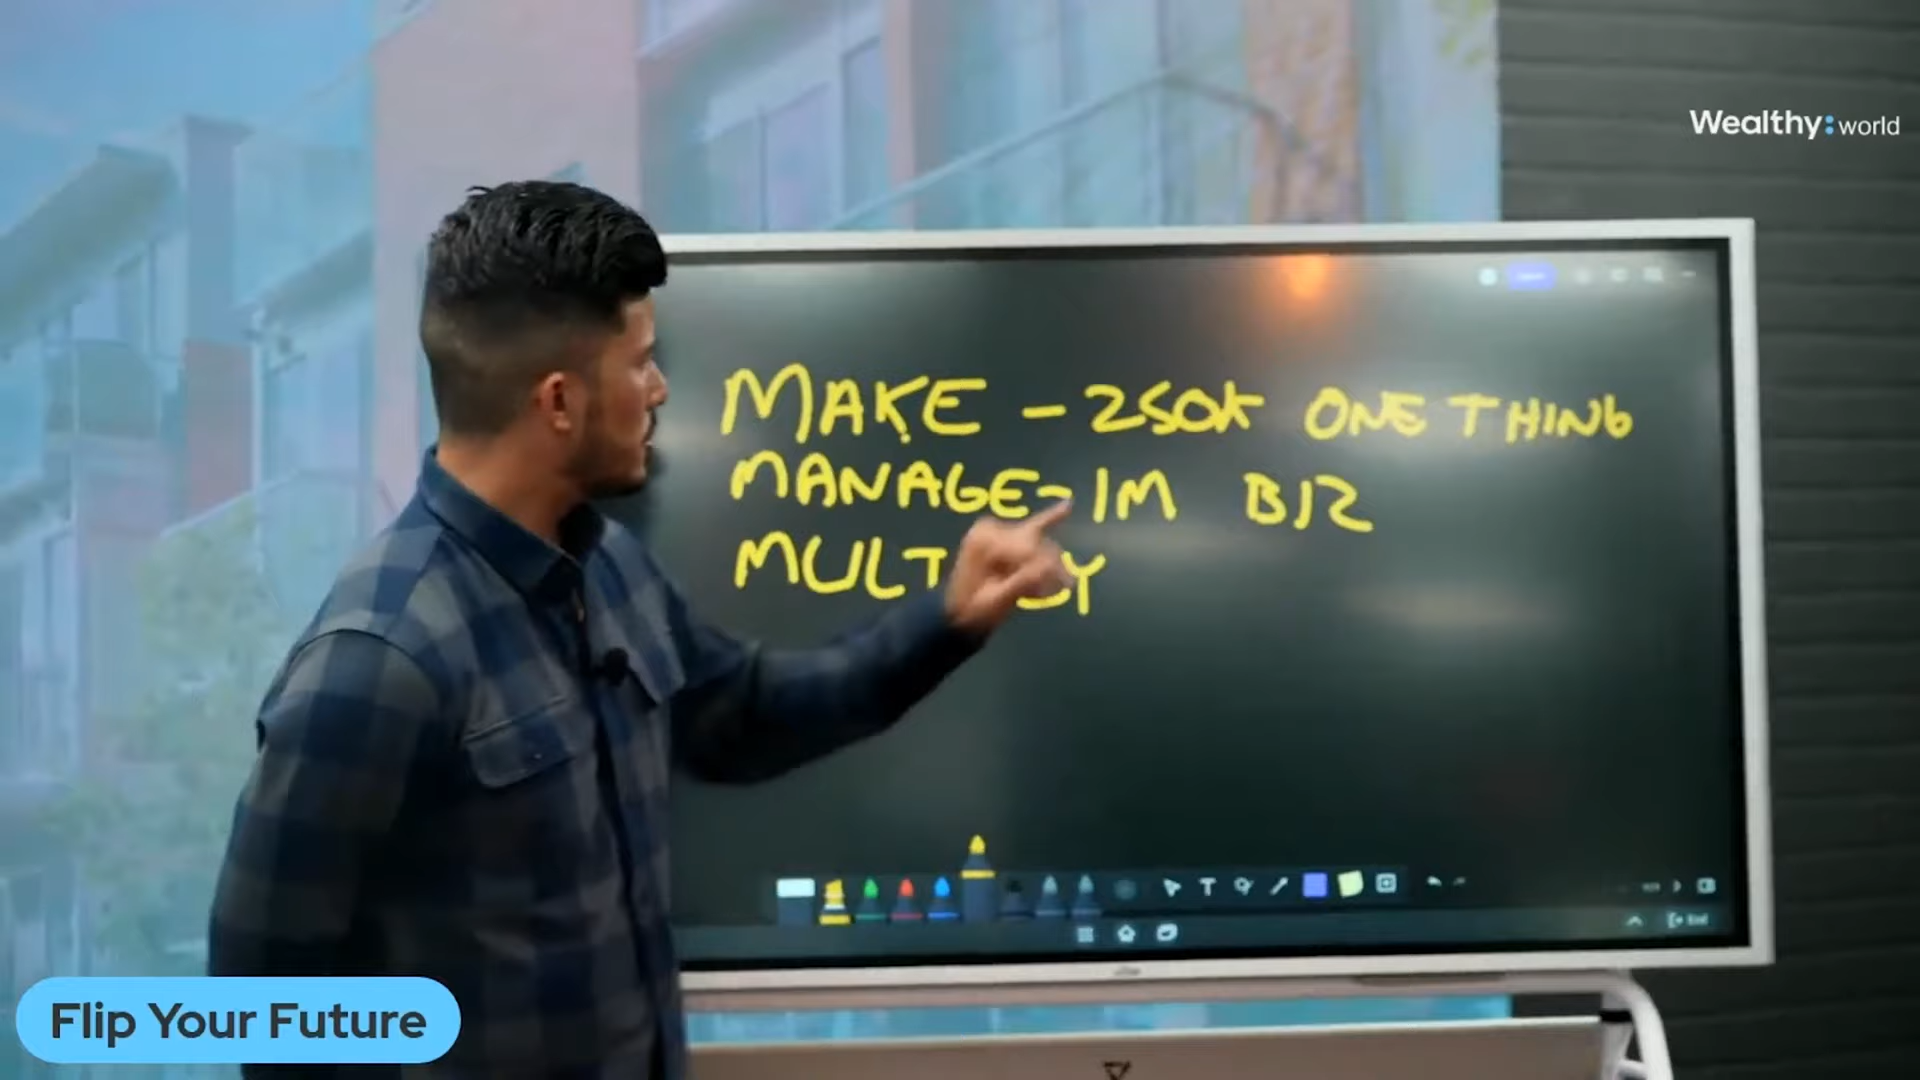 Wealthy:world
MAKE - 250K ONE THING
MANAGE - 1M BIZ
Flip Your Future